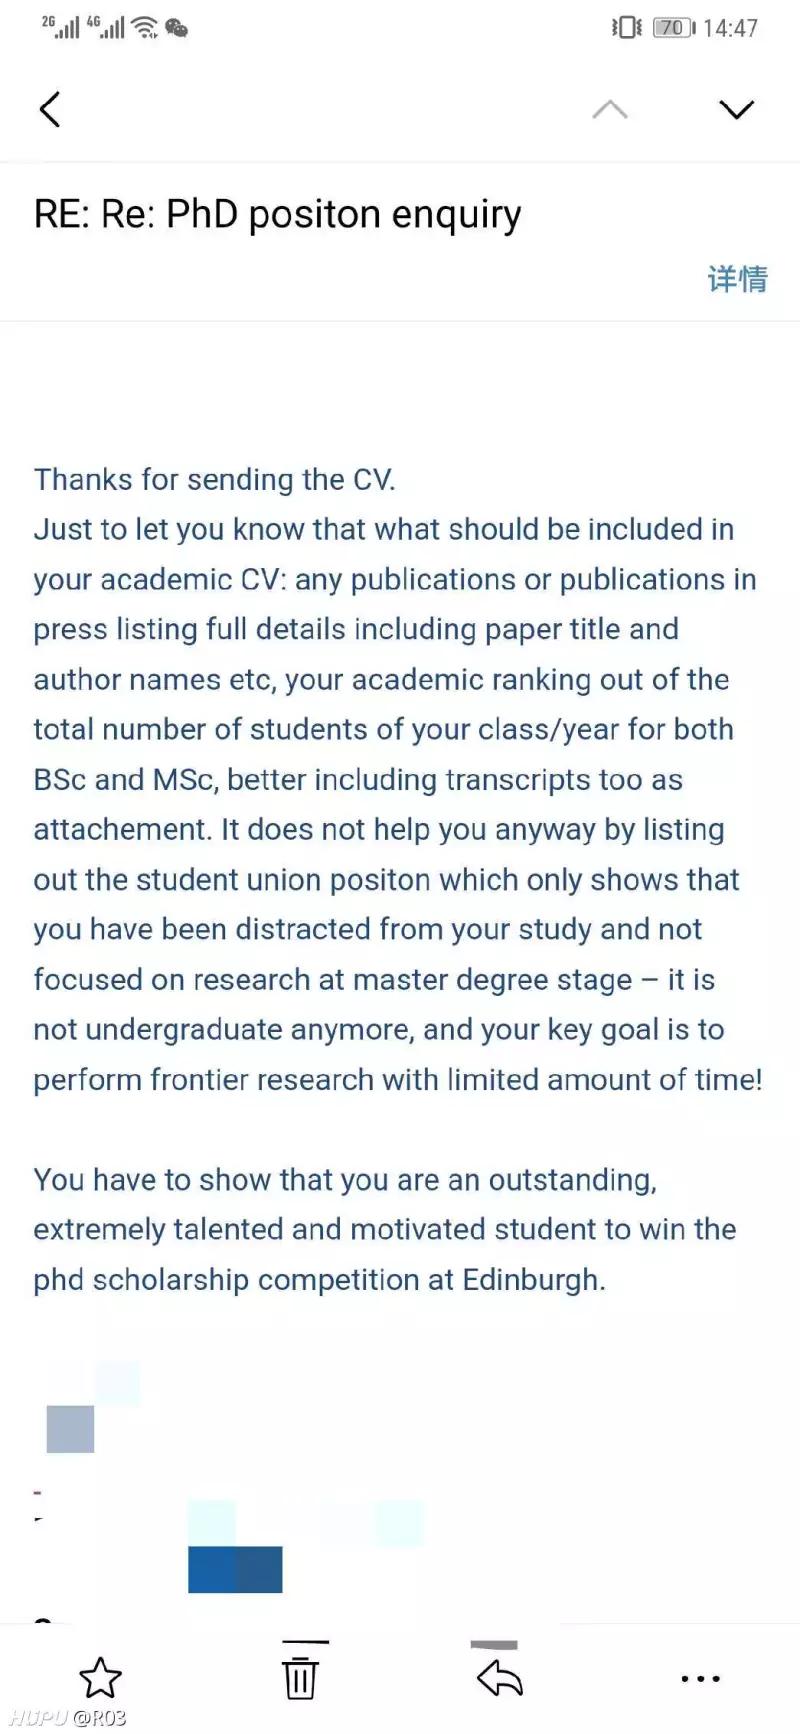 2G 4G 70 14:47
RE: Re: PhD positon enquiry
详情
Thanks for sending the CV.
Just to let you know that what should be included in
your academic CV: any publications or publications in
press listing full details including paper title and
author names etc, your academic ranking out of the
total number of students of your class/year for both
BSc and MSc, better including transcripts too as
attachement. It does not help you anyway by listing
out the student union positon which only shows that
you have been distracted from your study and not
focused on research at master degree stage – it is
not undergraduate anymore, and your key goal is to
perform frontier research with limited amount of time!
You have to show that you are an outstanding,
extremely talented and motivated student to win the
phd scholarship competition at Edinburgh.
HUPU @R03